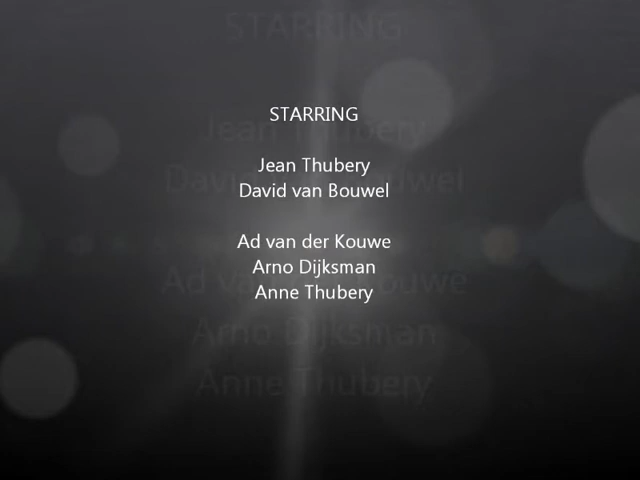 STARRING
Jean Thubery
David van Bouwel
Ad van der Kouwe
Arno Dijksman
Anne Thubery